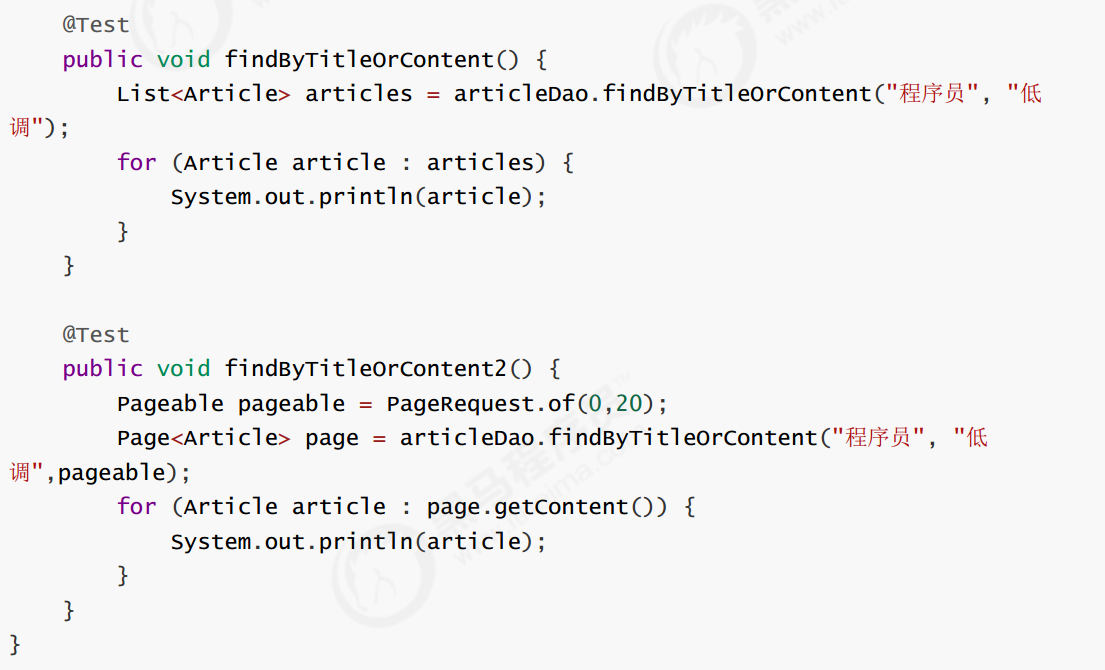 @Test
public void findByTitleOrContent() {
List<Article> articles = articleDao.findByTitleOrContent("程序员", "低
调");
for (Article article : articles) {
System.out.println(article);
}
}
@Test
public void findByTitleOrContent2() {
Pageable pageable = PageRequest.of(0,20);
Page<Article> page = articleDao.findByTitleOrContent("程序员", "低
调",pageable);
for (Article article : page.getContent()) {
System.out.println(article);
}
}
}